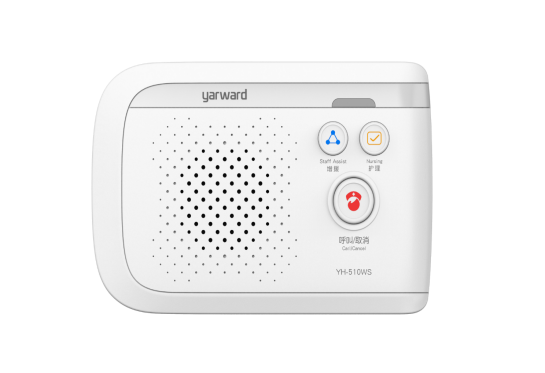 yarward
Staff Assist
增援
Nursing
护理
呼叫/取消
Call/Cancel
YH-510WS